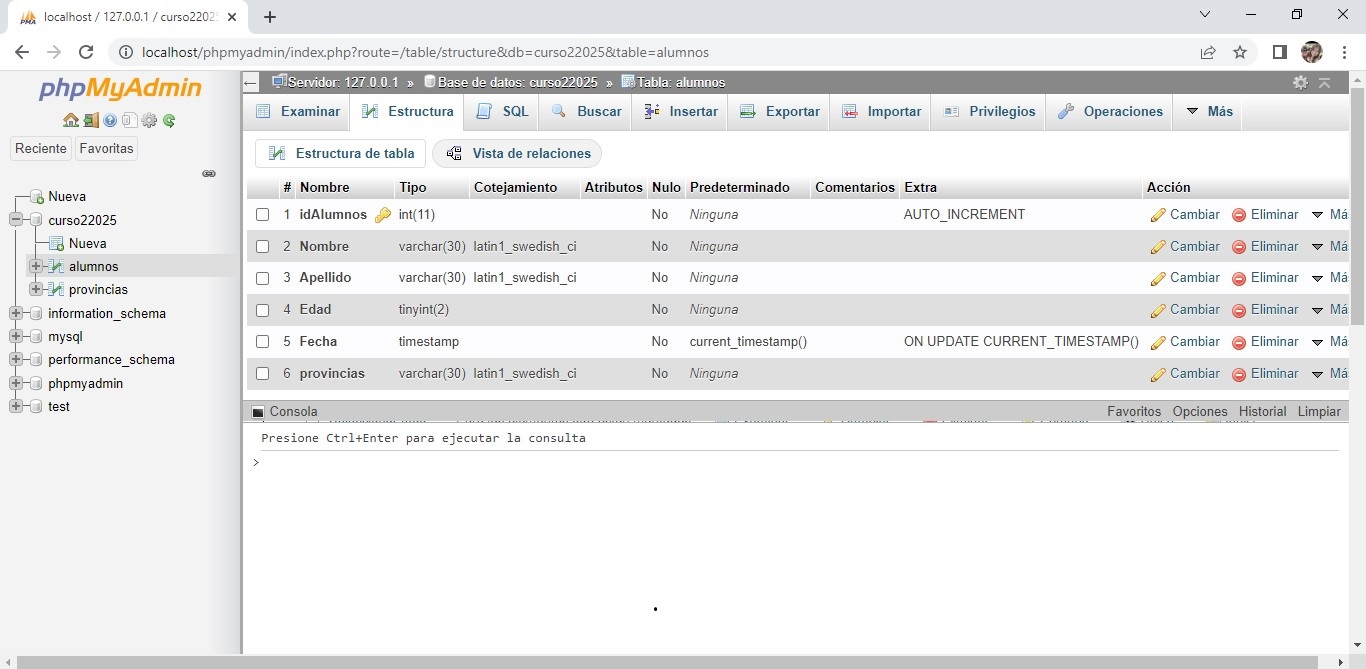 localhost / 127.0.0.1 / curso2202
localhost/phpmyadmin/index.php?route=/table/structure&db=curso22025&table=alumnos
phpMyAdmin
Reciente Favoritas
Nueva
curso22025
Nueva
alumnos
provincias
information_schema
mysql
performance_schema
phpmyadmin
test
Servidor: 127.0.0.1 » Base de datos: curso22025 » Tabla: alumnos
Examinar Estructura SQL Buscar Insertar Exportar Importar Privilegios Operaciones Más
Estructura de tabla Vista de relaciones
# Nombre Tipo Cotejamiento Atributos Nulo Predeterminado Comentarios Extra Acción
1 idAlumnos int(11) No Ninguna AUTO_INCREMENT Cambiar Eliminar Má
2 Nombre varchar(30) latin1_swedish_ci No Ninguna Cambiar Eliminar Má
3 Apellido varchar(30) latin1_swedish_ci No Ninguna Cambiar Eliminar Má
4 Edad tinyint(2) No Ninguna Cambiar Eliminar Má
5 Fecha timestamp No current_timestamp() ON UPDATE CURRENT_TIMESTAMP() Cambiar Eliminar Má
6 provincias varchar(30) latin1_swedish_ci No Ninguna Cambiar Eliminar Má
Consola Favoritos Opciones Historial Limpiar
Presione Ctrl+Enter para ejecutar la consulta
>